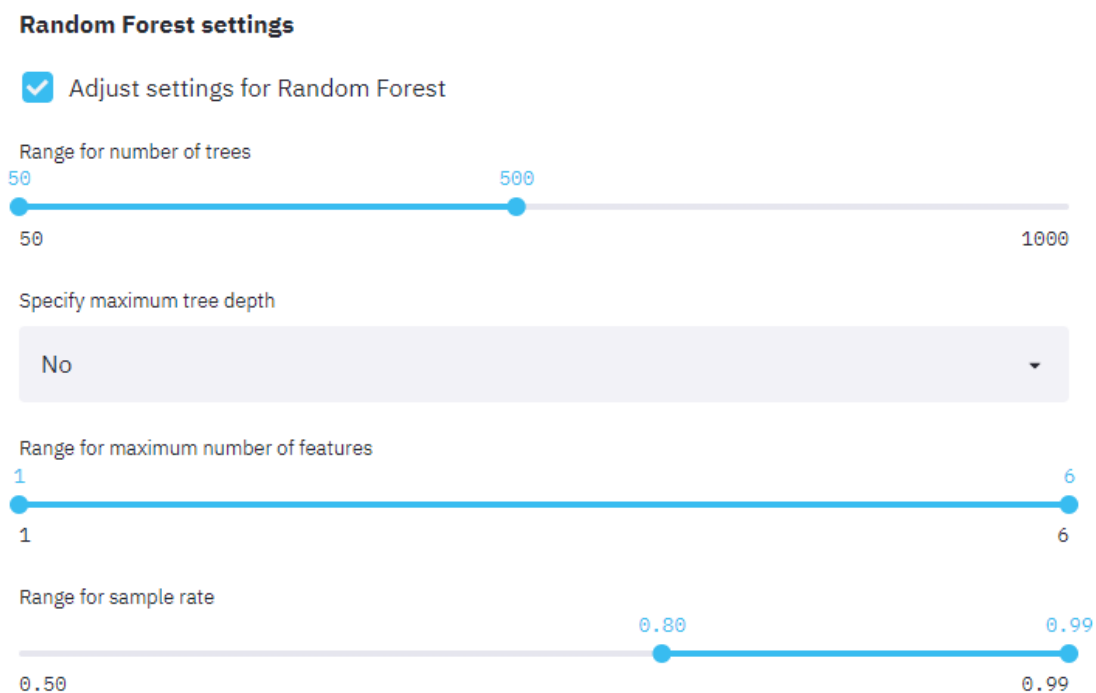 Random Forest settings
Adjust settings for Random Forest
Range for number of trees
50 500
50 1000
Specify maximum tree depth
No
Range for maximum number of features
1 6
1 6
Range for sample rate
0.80 0.99
0.50 0.99